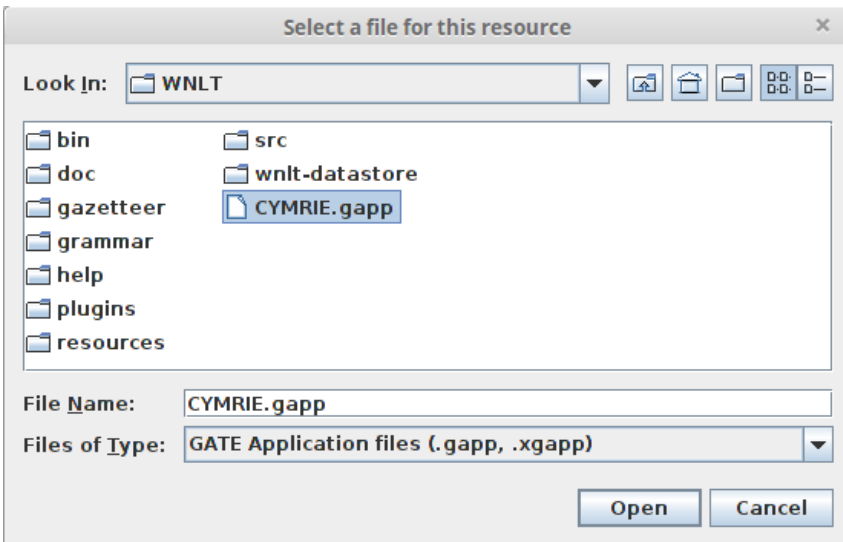 Select a file for this resource
Look In: WNLT
bin src
doc wnlt-datastore
gazetteer CYMRIE.gapp
grammar
help
plugins
resources
File Name: CYMRIE.gapp
Files of Type: GATE Application files (.gapp, .xgapp)
Open Cancel